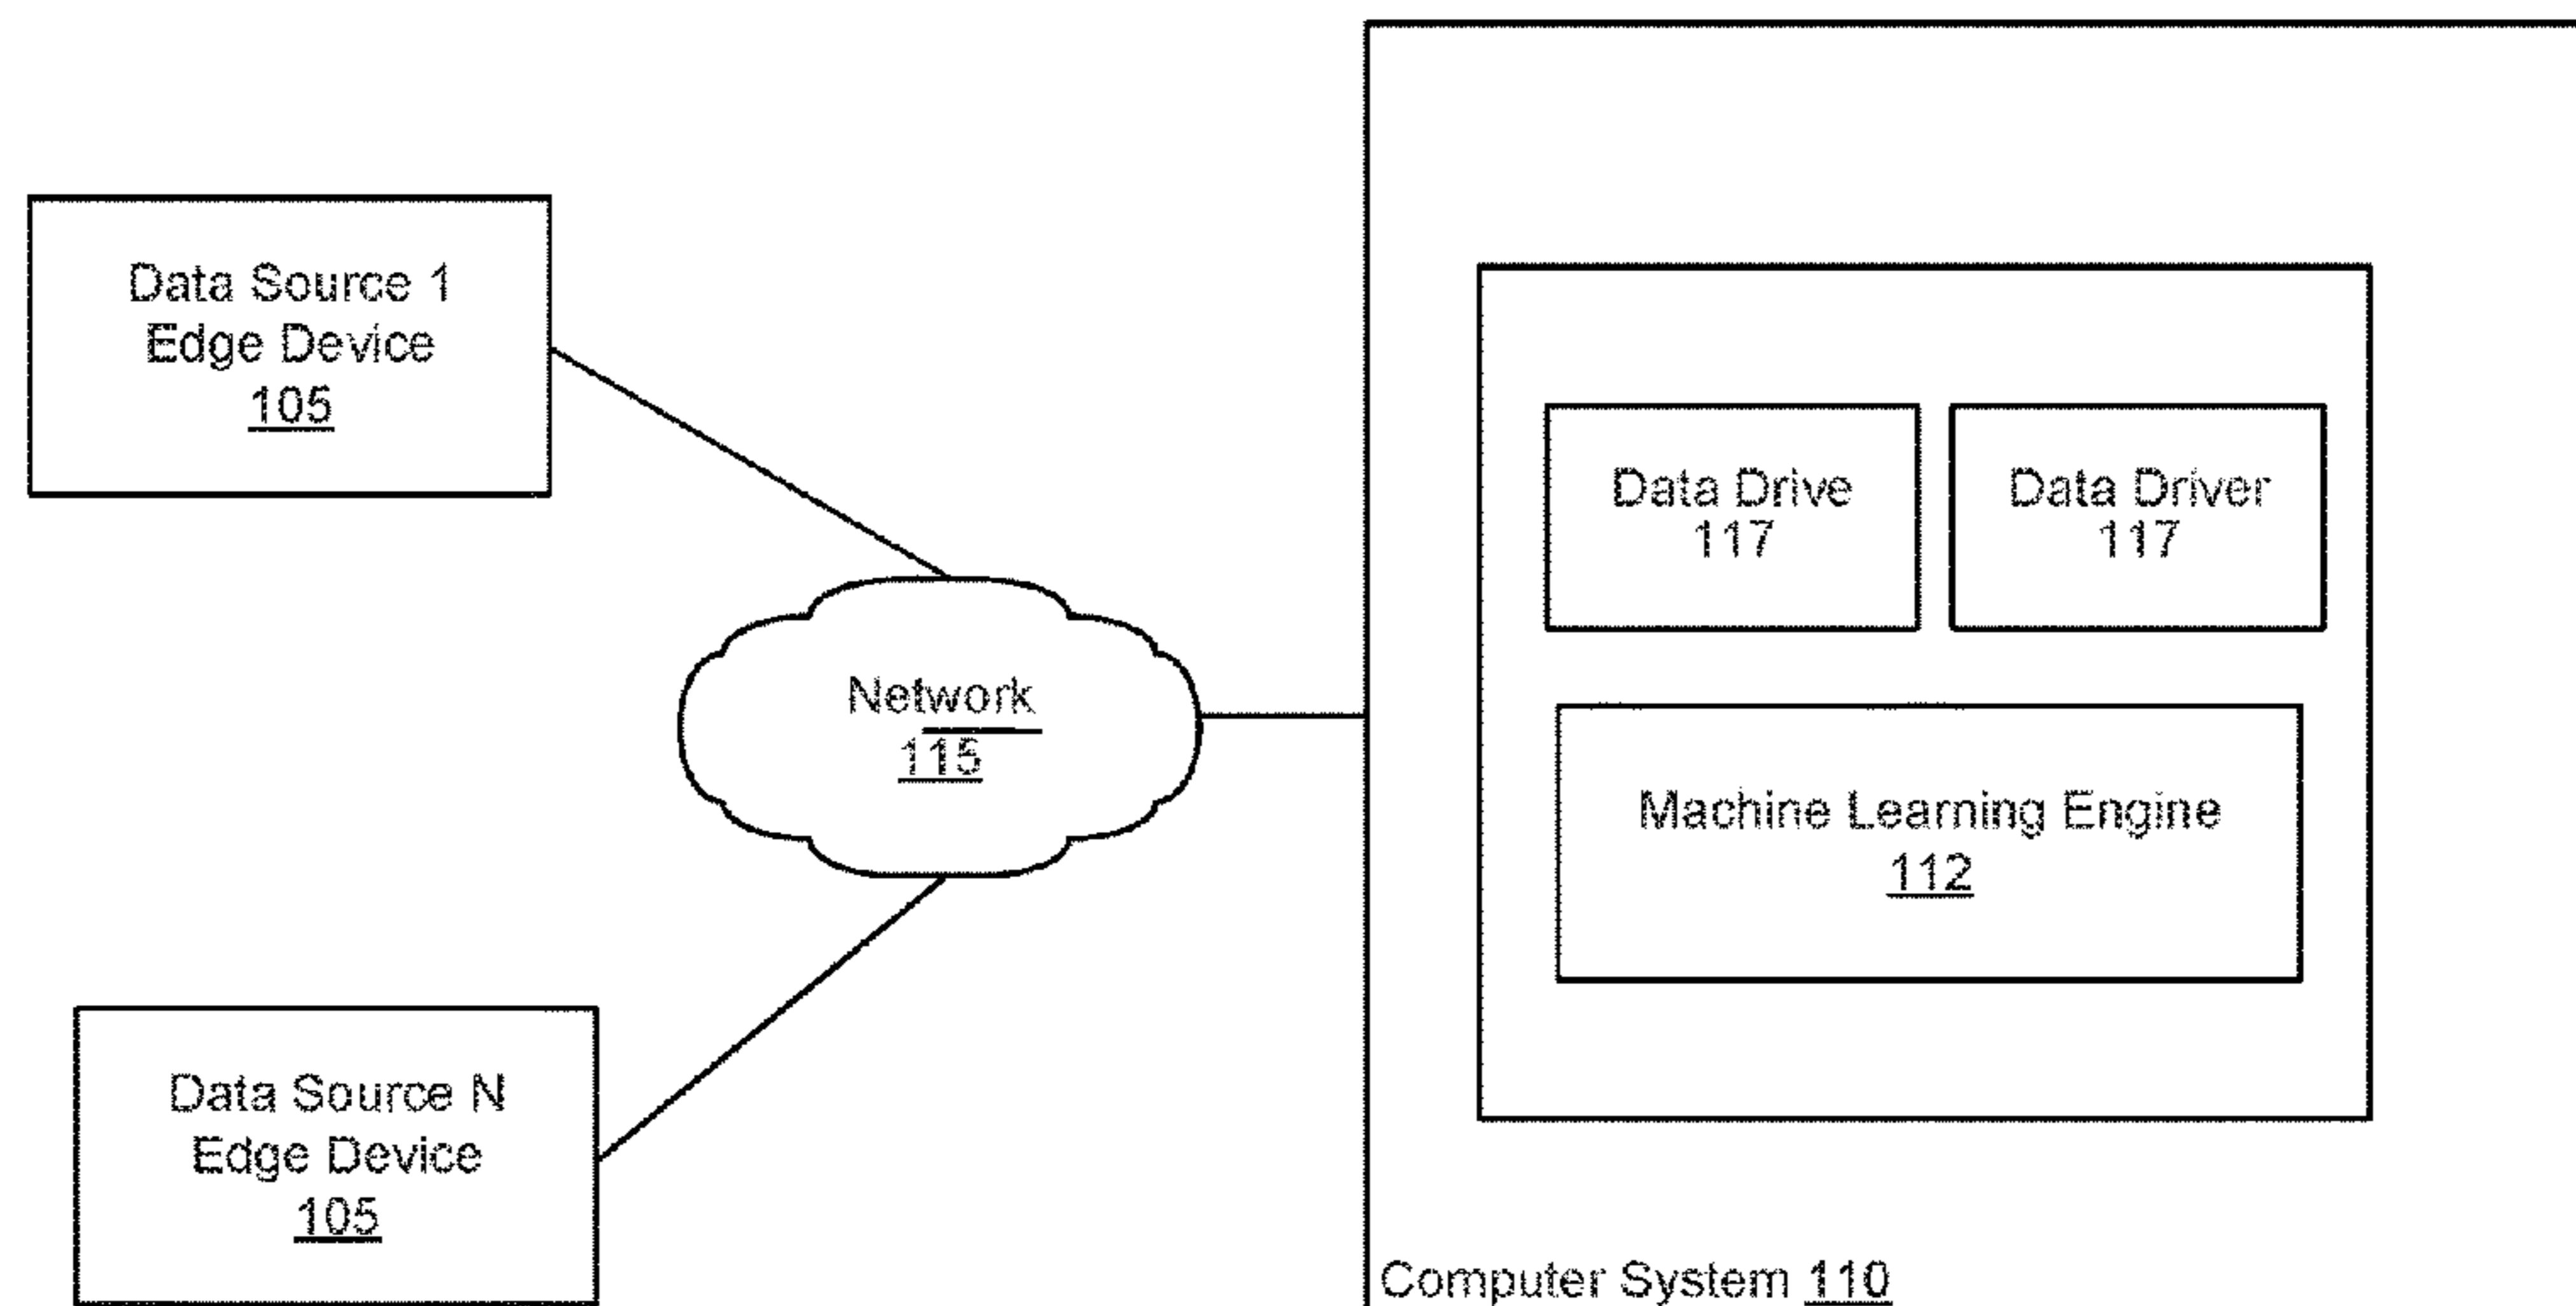 Data Source 1
Edge Device
105
Data Drive
117
Data Driver
117
Network
115
Machine Learning Engine
112
Data Source N
Edge Device
105
Computer System 110